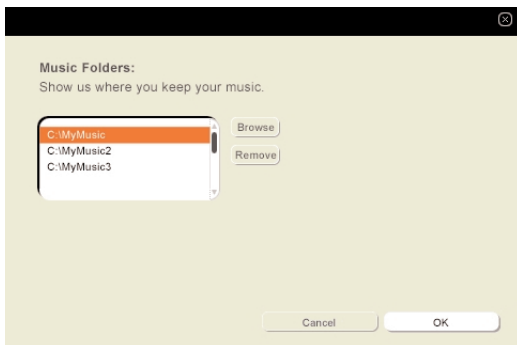 Music Folders:
Show us where you keep your music.
C:\MyMusic
C:\MyMusic2
C:\MyMusic3
Browse
Remove
Cancel
OK